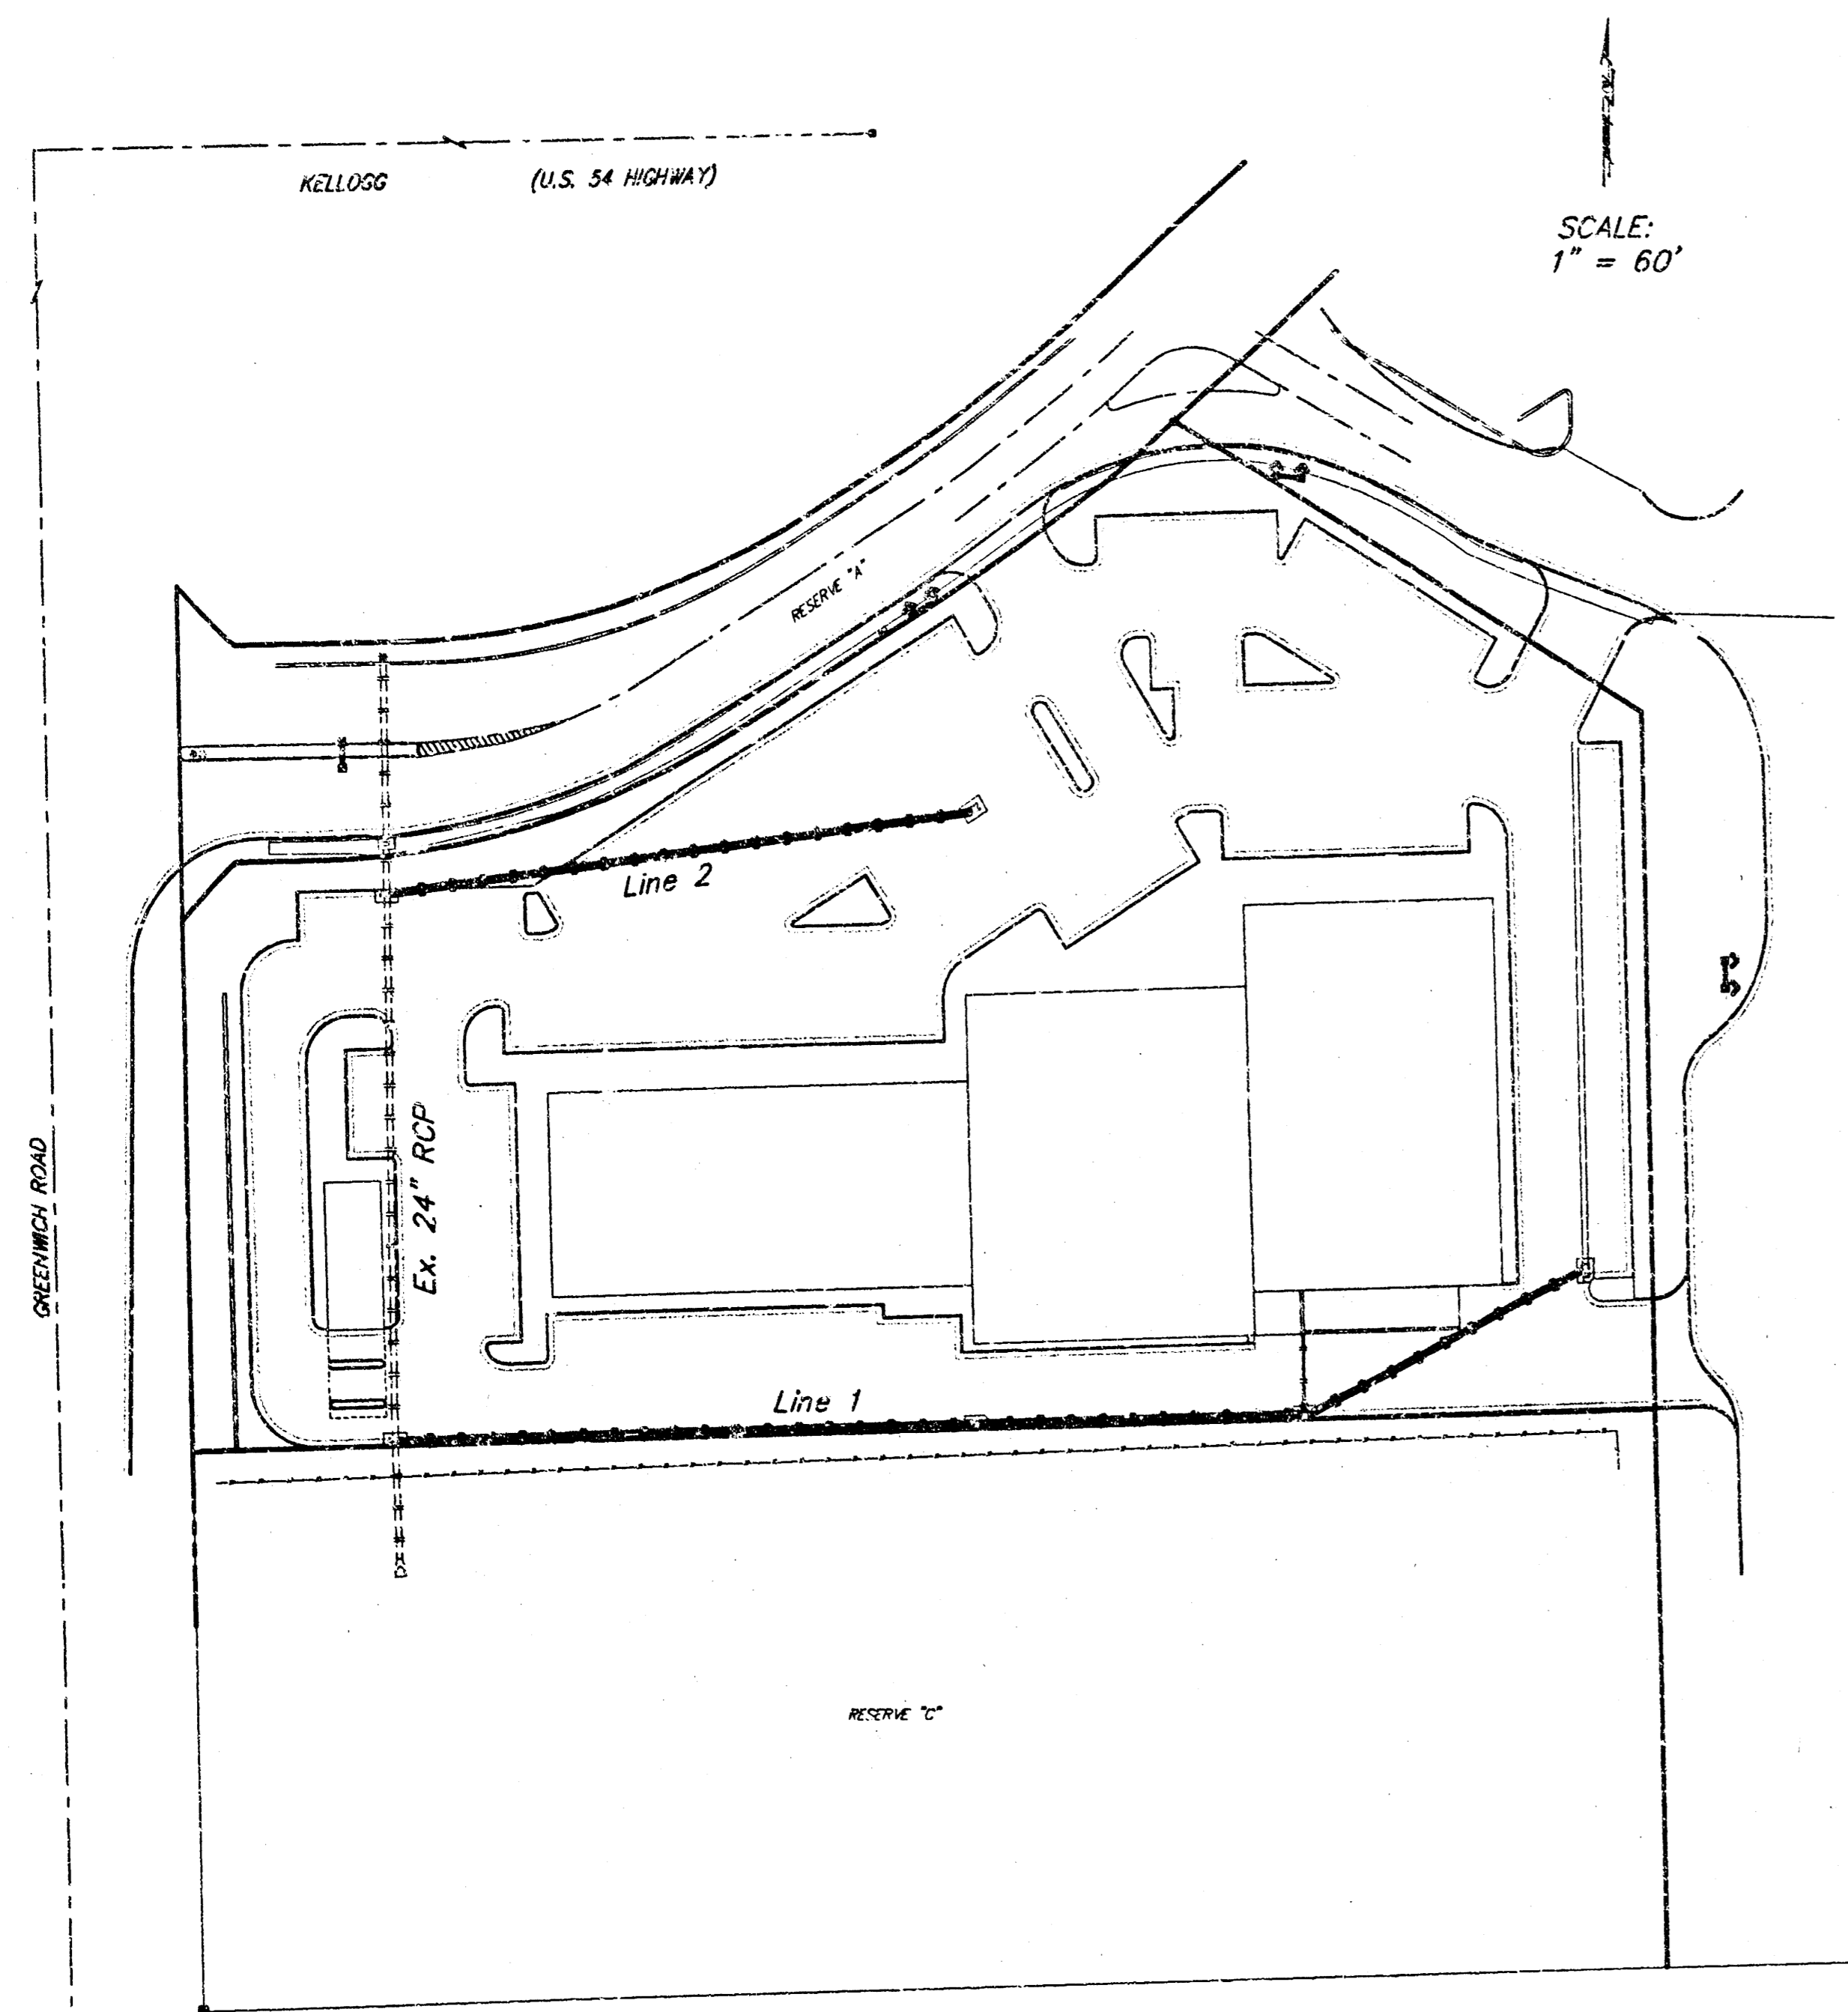 KELLOGG (U.S. 54 HIGHWAY)
SCALE:
1" = 60'
RESERVE "A"
Line 2
Ex. 24" RCP
GREENWICH ROAD
Line 1
RESERVE "C"